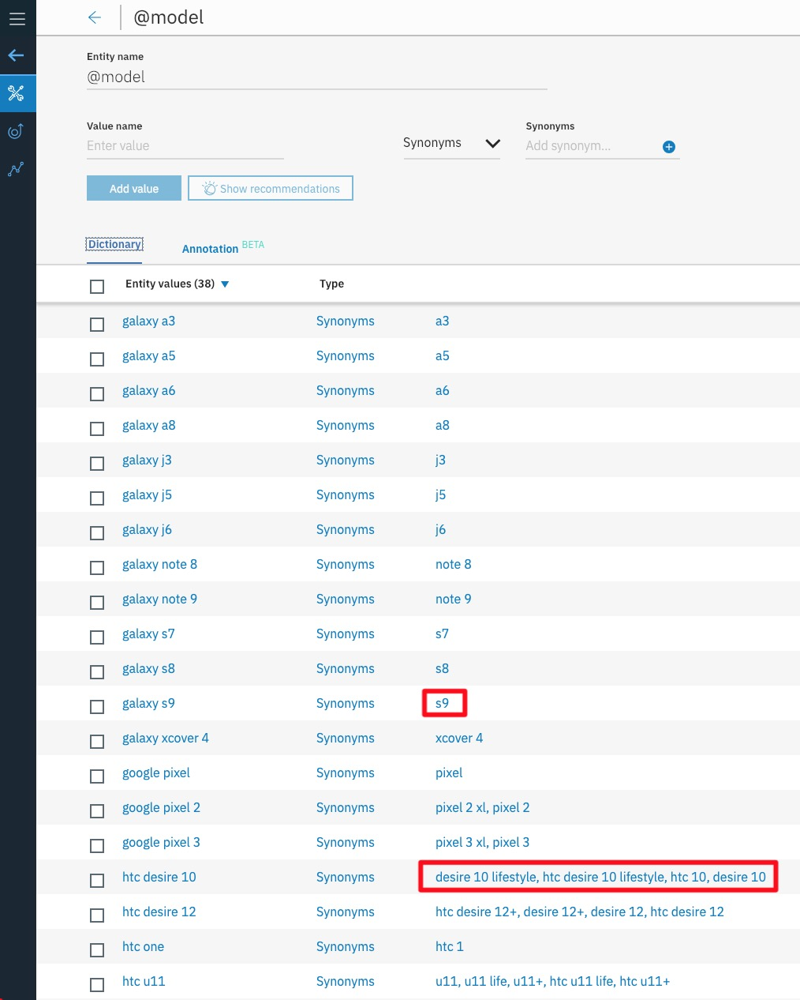 @model
Entity name
@model
Value name
Synonyms
Synonyms
Enter value
Add synonym...
Add value
Show recommendations
Dictionary
Annotation BETA
Entity values (38) Type
galaxy a3 Synonyms a3
galaxy a5 Synonyms a5
galaxy a6 Synonyms a6
galaxy a8 Synonyms a8
galaxy j3 Synonyms j3
galaxy j5 Synonyms j5
galaxy j6 Synonyms j6
galaxy note 8 Synonyms note 8
galaxy note 9 Synonyms note 9
galaxy s7 Synonyms s7
galaxy s8 Synonyms s8
galaxy s9 Synonyms s9
galaxy xcover 4 Synonyms xcover 4
google pixel Synonyms pixel
google pixel 2 Synonyms pixel 2 xl, pixel 2
google pixel 3 Synonyms pixel 3 xl, pixel 3
htc desire 10 Synonyms desire 10 lifestyle, htc desire 10 lifestyle, htc 10, desire 10
htc desire 12 Synonyms htc desire 12+, desire 12+, desire 12, htc desire 12
htc one Synonyms htc 1
htc u11 Synonyms u11, u11 life, u11+, htc u11 life, htc u11+